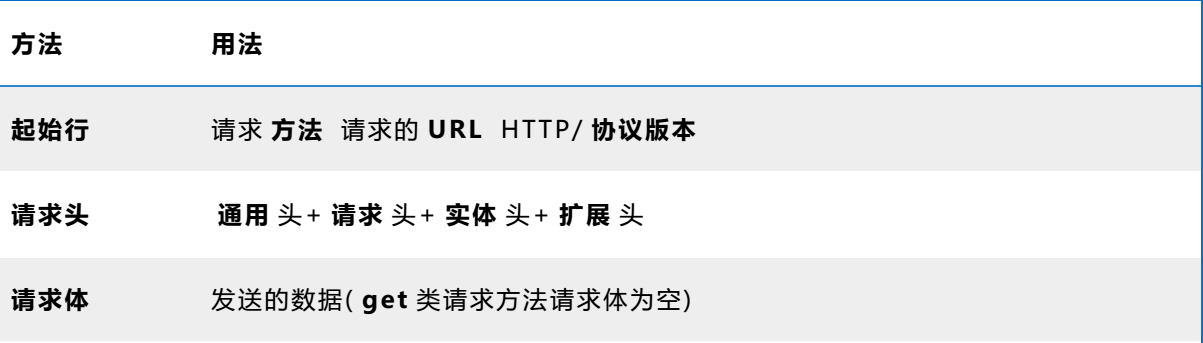 方法 用法
起始行 请求 方法 请求的 URL HTTP/ 协议版本
请求头 通用 头+ 请求 头+ 实体 头+ 扩展 头
请求体 发送的数据( get 类请求方法请求体为空)